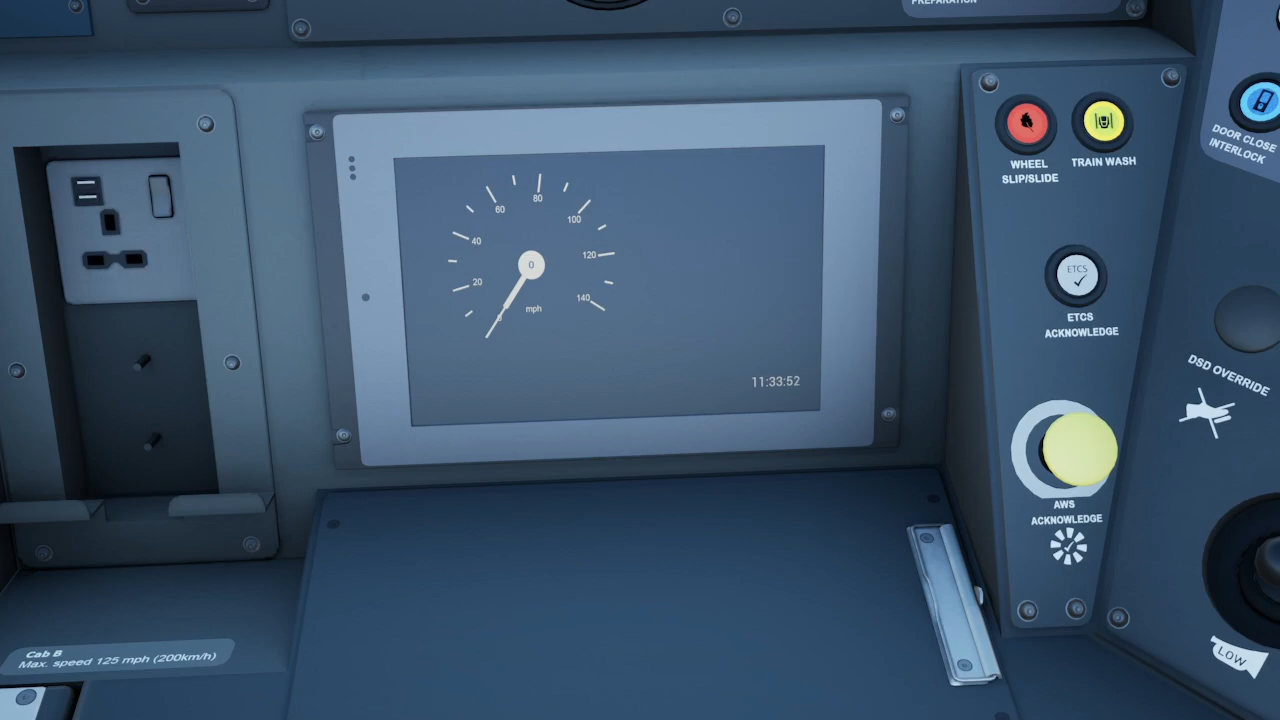 PREPARATION
WHEEL
SLIP/SLIDE
TRAIN WASH
DOOR CLOSE
INTERLOCK
80
60
100
40
120
0
20
140
mph
0
11:33:52
ETCS
ETCS
ACKNOWLEDGE
DSD OVERRIDE
AWS
ACKNOWLEDGE
Cab B
Max. speed 125 mph (200km/h)
LOW